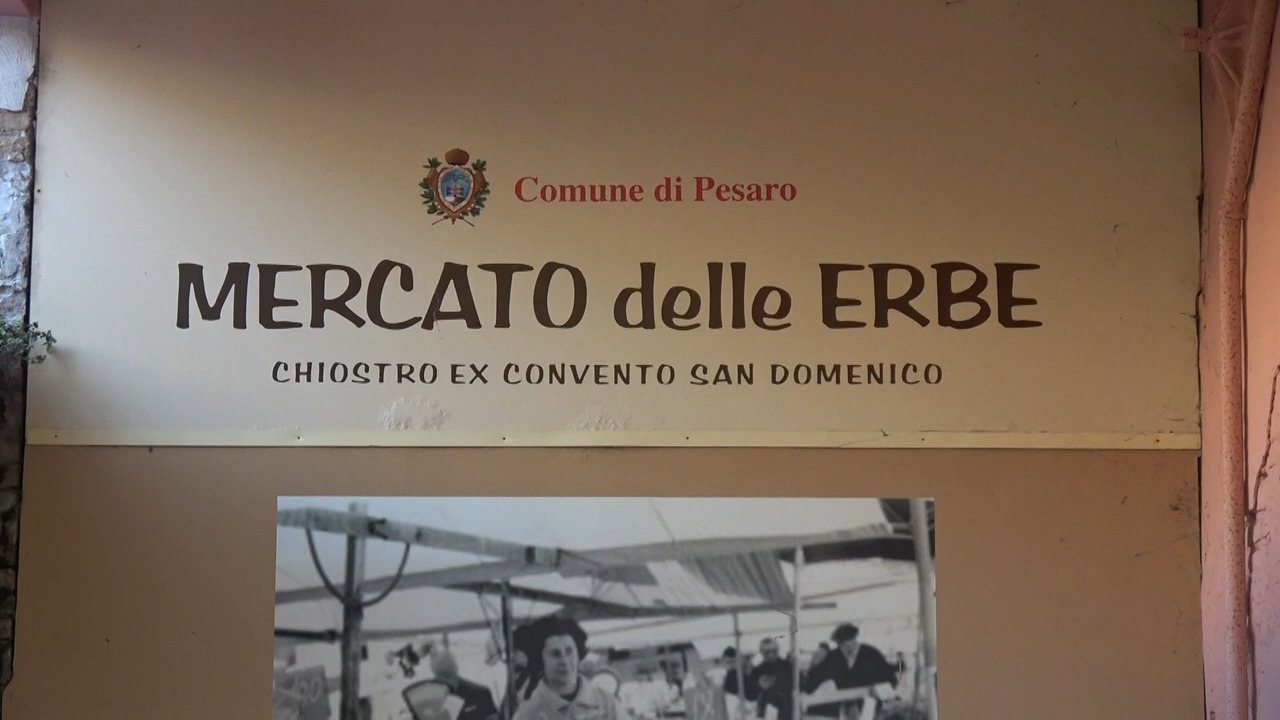 Comune di Pesaro
MERCATO delle ERBE
CHIOSTRO EX CONVENTO SAN DOMENICO